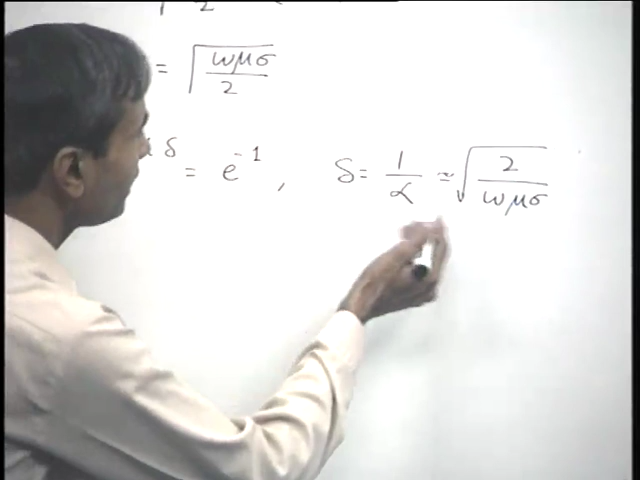 = √(ωμσ/2)
δ = e^{-1} , δ = 1/α ≈ √(2/ωμσ)